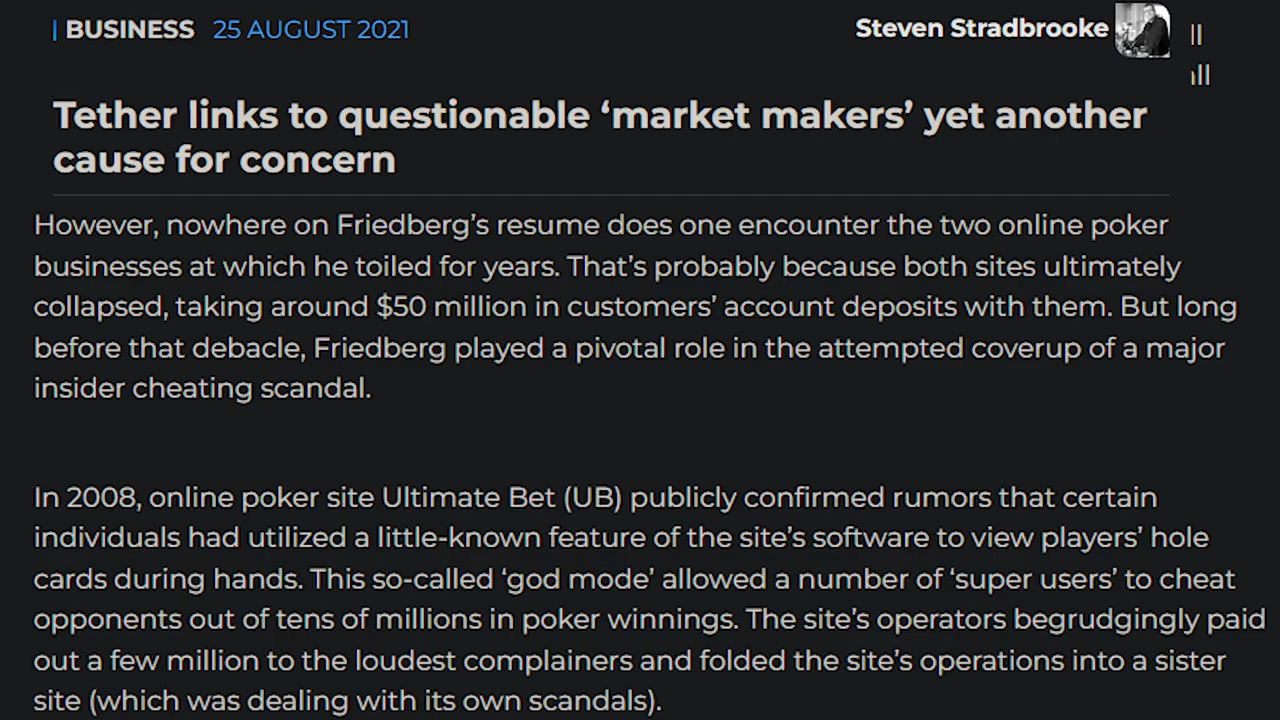 | BUSINESS 25 AUGUST 2021 Steven Stradbrooke
Tether links to questionable ‘market makers’ yet another
cause for concern
However, nowhere on Friedberg’s resume does one encounter the two online poker
businesses at which he toiled for years. That’s probably because both sites ultimately
collapsed, taking around $50 million in customers’ account deposits with them. But long
before that debacle, Friedberg played a pivotal role in the attempted coverup of a major
insider cheating scandal.
In 2008, online poker site Ultimate Bet (UB) publicly confirmed rumors that certain
individuals had utilized a little-known feature of the site’s software to view players’ hole
cards during hands. This so-called ‘god mode’ allowed a number of ‘super users’ to cheat
opponents out of tens of millions in poker winnings. The site’s operators begrudgingly paid
out a few million to the loudest complainers and folded the site’s operations into a sister
site (which was dealing with its own scandals).